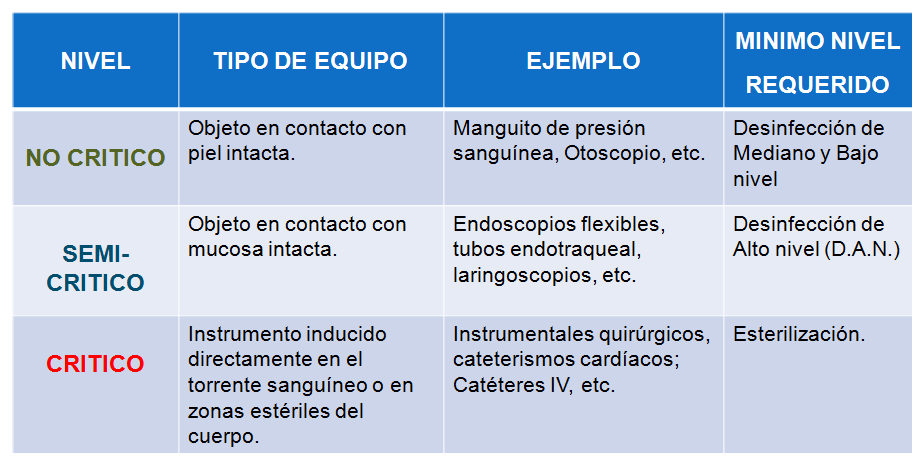 NIVEL
TIPO DE EQUIPO
EJEMPLO
MINIMO NIVEL
REQUERIDO
NO CRITICO
Objeto en contacto con
piel intacta.
Manguito de presión
sanguínea, Otoscopio, etc.
Desinfección de
Mediano y Bajo
nivel
SEMI-
CRITICO
Objeto en contacto con
mucosa intacta.
Endoscopios flexibles,
tubos endotraqueal,
laringoscopios, etc.
Desinfección de
Alto nivel (D.A.N.)
CRITICO
Instrumento inducido
directamente en el
torrente sanguíneo o en
zonas estériles del
cuerpo.
Instrumentales quirúrgicos,
cateterismos cardíacos;
Catéteres IV, etc.
Esterilización.